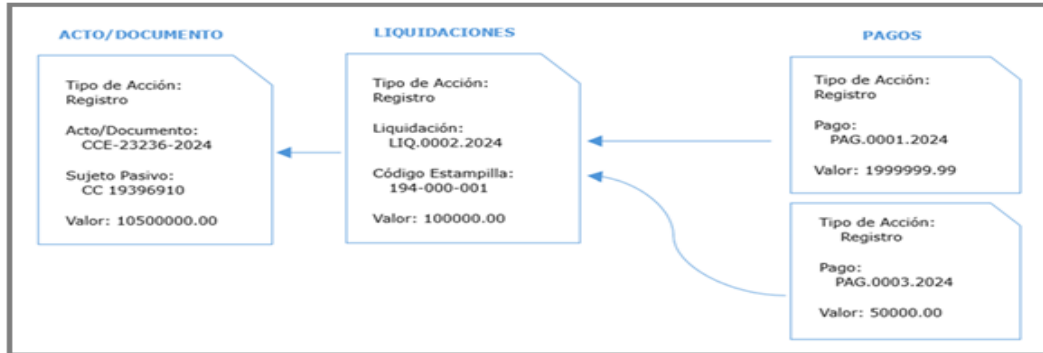 ACTO/DOCUMENTO
Tipo de Acción:
Registro
Acto/Documento:
CCE-23236-2024
Sujeto Pasivo:
CC 19396910
Valor: 10500000.00
LIQUIDACIONES
Tipo de Acción:
Registro
Liquidación:
LIQ.0002.2024
Código Estampilla:
194-000-001
Valor: 100000.00
PAGOS
Tipo de Acción:
Registro
Pago:
PAG.0001.2024
Valor: 1999999.99
Tipo de Acción:
Registro
Pago:
PAG.0003.2024
Valor: 50000.00